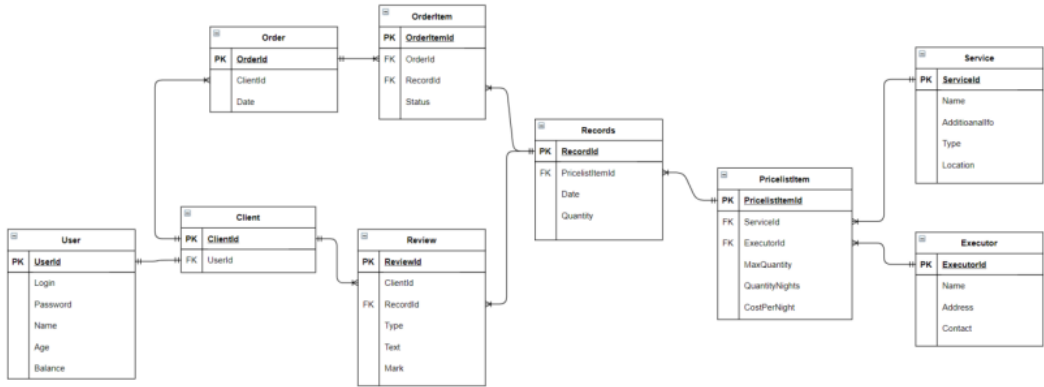 Order
PK OrderId
ClientId
Date
OrderItem
PK OrderItemId
FK OrderId
FK RecordId
Status
User
PK UserId
Login
Password
Name
Age
Balance
Client
PK ClientId
FK UserId
Review
PK ReviewId
ClientId
FK RecordId
Type
Text
Mark
Records
PK RecordId
FK PricelistItemId
Date
Quantity
PricelistItem
PK PricelistItemId
FK ServiceId
FK ExecutorId
MaxQuantity
QuantityNights
CostPerNight
Service
PK ServiceId
Name
AdditioanalIfo
Type
Location
Executor
PK ExecutorId
Name
Address
Contact